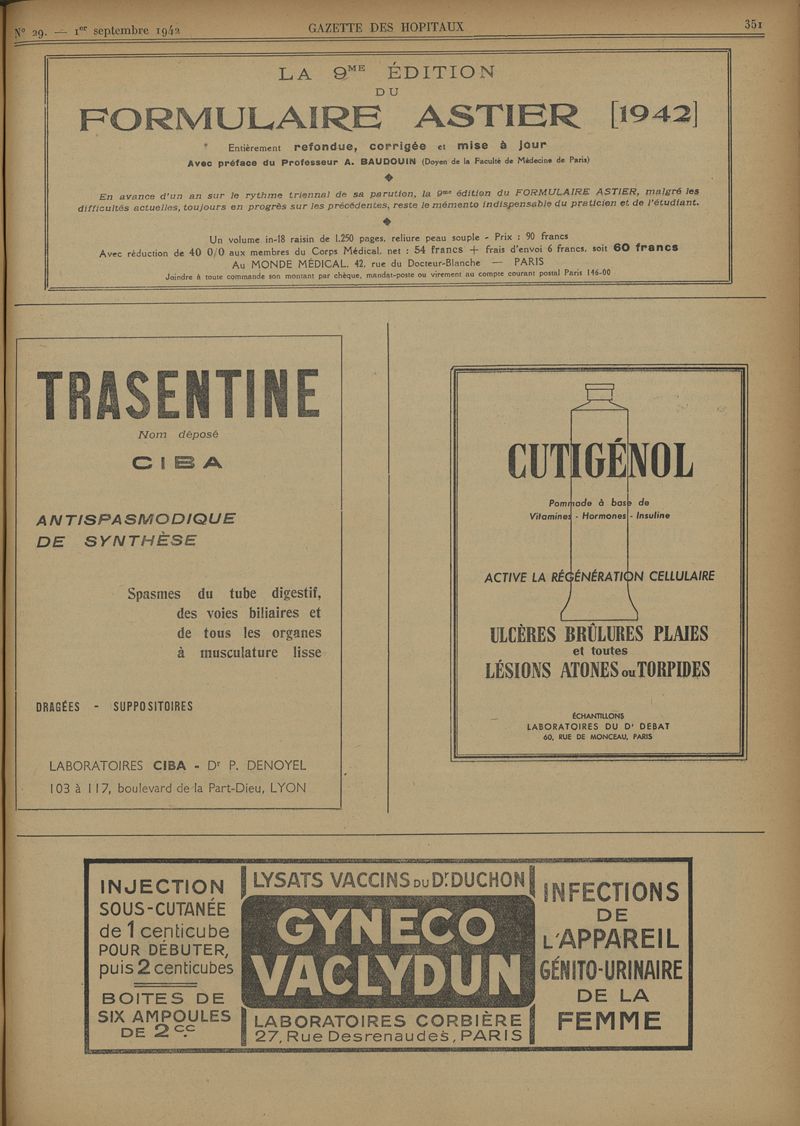 N° 29. — 1er septembre 1942
GAZETTE DES HOPITAUX
351
LA 9ME ÉDITION
DU
FORMULAIRE ASTIER [1942]
Entièrement refondue, corrigée et mise à jour
Avec préface du Professeur A. BAUDOUIN (Doyen de la Faculté de Médecine de Paris)
En avance d'un an sur le rythme triennal de sa parution, la 9me édition du FORMULAIRE ASTIER, malgré les
difficultés actuelles, toujours en progrès sur les précédentes, reste le mémento indispensable du praticien et de l'étudiant.
Un volume in-18 raisin de 1.250 pages, reliure peau souple - Prix : 90 francs
Avec réduction de 40 0/0 aux membres du Corps Médical, net : 54 francs + frais d'envoi 6 francs, soit 60 francs
Au MONDE MÉDICAL, 42, rue du Docteur-Blanche — PARIS
Joindre à toute commande son montant par chèque, mandat-poste ou virement au compte courant postal Paris 146-00
TRASENTINE
Nom déposé
CIBA
ANTISPASMODIQUE
DE SYNTHÈSE
Spasmes du tube digestif,
des voies biliaires et
de tous les organes
à musculature lisse
DRAGÉES - SUPPOSITOIRES
LABORATOIRES CIBA - Dr P. DENOYEL
103 à 117, boulevard de la Part-Dieu, LYON
CUTIGÉNOL
Pommade à base de
Vitamines - Hormones - Insuline
ACTIVE LA RÉGÉNÉRATION CELLULAIRE
ULCÈRES BRÛLURES PLAIES
et toutes
LÉSIONS ATONES ou TORPIDES
ÉCHANTILLONS
LABORATOIRES DU Dr DEBAT
60, RUE DE MONCEAU, PARIS
INJECTION
SOUS-CUTANÉE
de 1 centicube
POUR DÉBUTER,
puis 2 centicubes
BOITES DE
SIX AMPOULES
DE 2 c.c
LYSATS VACCINS DU Dr. DUCHON
GYNECO
VACLYDUN
LABORATOIRES CORBIÈRE
27, Rue Desrenaudes, PARIS
INFECTIONS
DE
L'APPAREIL
GÉNITO-URINAIRE
DE LA
FEMME